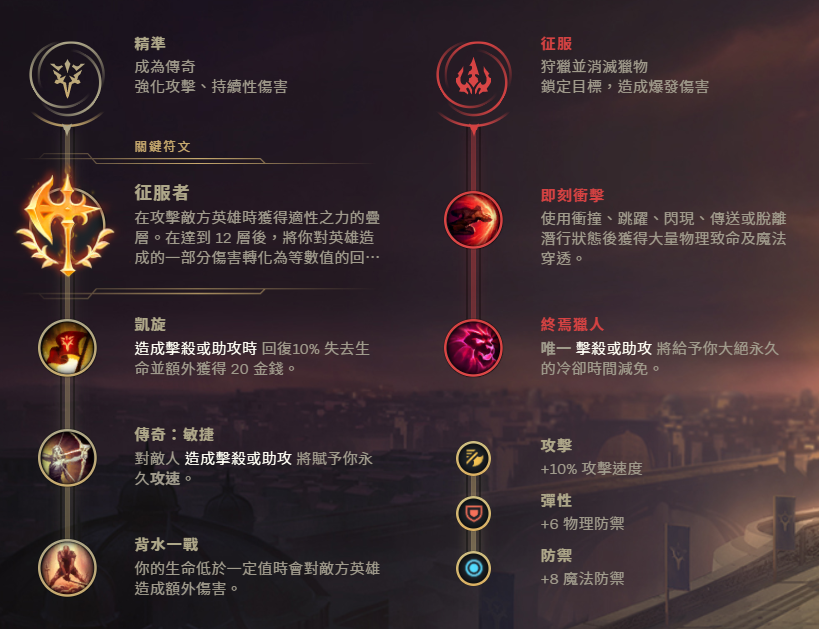 精準
成為傳奇
強化攻擊、持續性傷害
關鍵符文
征服者
在攻擊敵方英雄時獲得適性之力的疊
層。在達到 12 層後，將你對英雄造
成的一部分傷害轉化為等數值的回⋯
凱旋
造成擊殺或助攻時 回復10% 失去生
命並額外獲得 20 金錢。
傳奇：敏捷
對敵人 造成擊殺或助攻 將賦予你永
久攻速。
背水一戰
你的生命低於一定值時會對敵方英雄
造成額外傷害。
征服
狩獵並消滅獵物
鎖定目標，造成爆發傷害
即刻衝擊
使用衝撞、跳躍、閃現、傳送或脫離
潛行狀態後獲得大量物理致命及魔法
穿透。
終焉獵人
唯一 擊殺或助攻 將給予你大絕永久
的冷卻時間減免。
攻擊
+10% 攻擊速度
彈性
+6 物理防禦
防禦
+8 魔法防禦